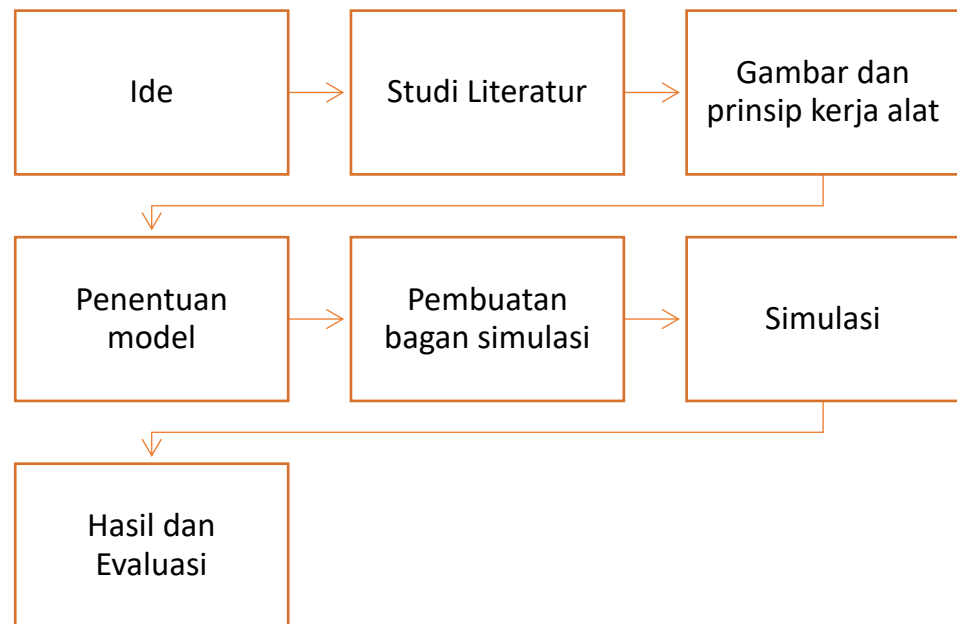 Ide
Studi Literatur
Gambar dan
prinsip kerja alat
Penentuan
model
Pembuatan
bagan simulasi
Simulasi
Hasil dan
Evaluasi